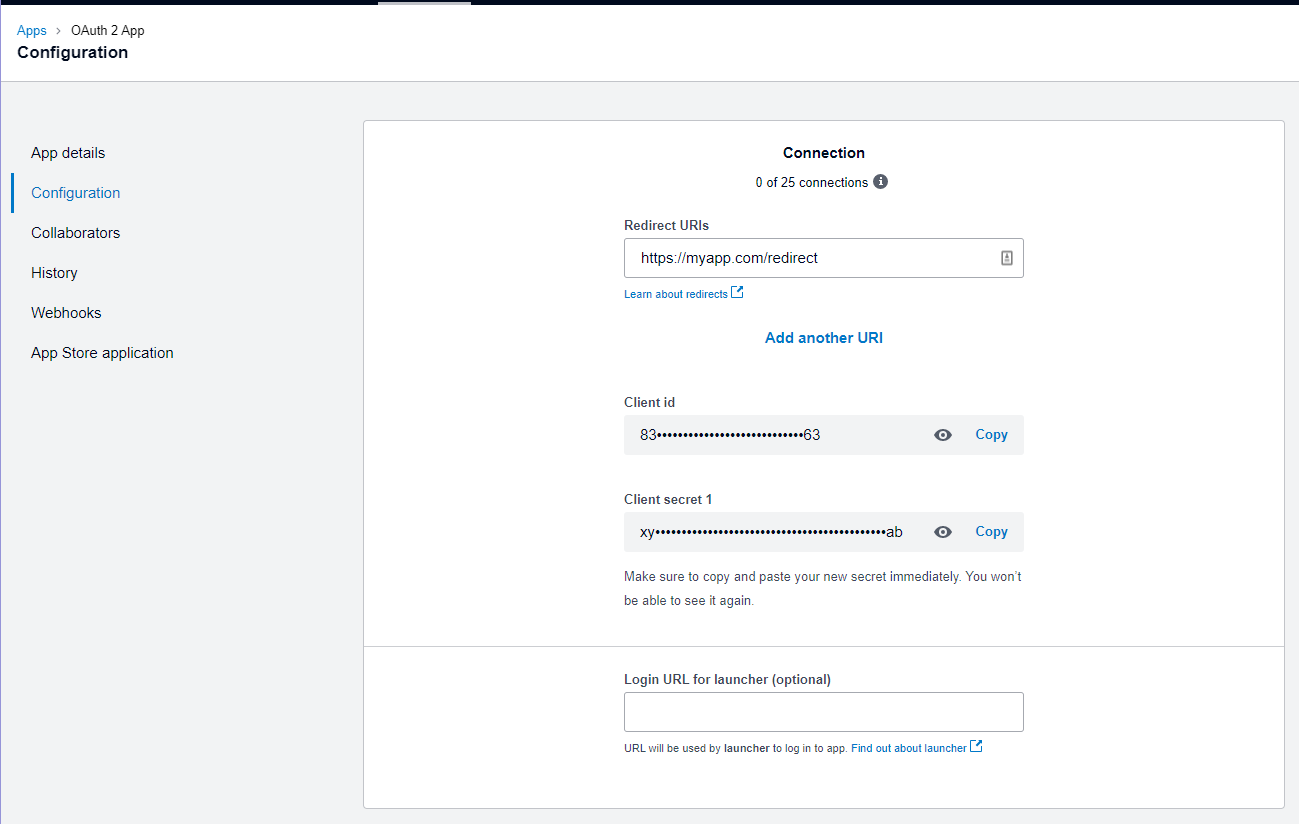 Apps > OAuth 2 App
Configuration
App details
Configuration
Collaborators
History
Webhooks
App Store application
Connection
0 of 25 connections
Redirect URIs
https://myapp.com/redirect
Learn about redirects
Add another URI
Client id
83••••••••••••••••••••••••••••63
Copy
Client secret 1
xy••••••••••••••••••••••••••••••••••••••••••••ab
Copy
Make sure to copy and paste your new secret immediately. You won't
be able to see it again.
Login URL for launcher (optional)
URL will be used by launcher to log in to app. Find out about launcher